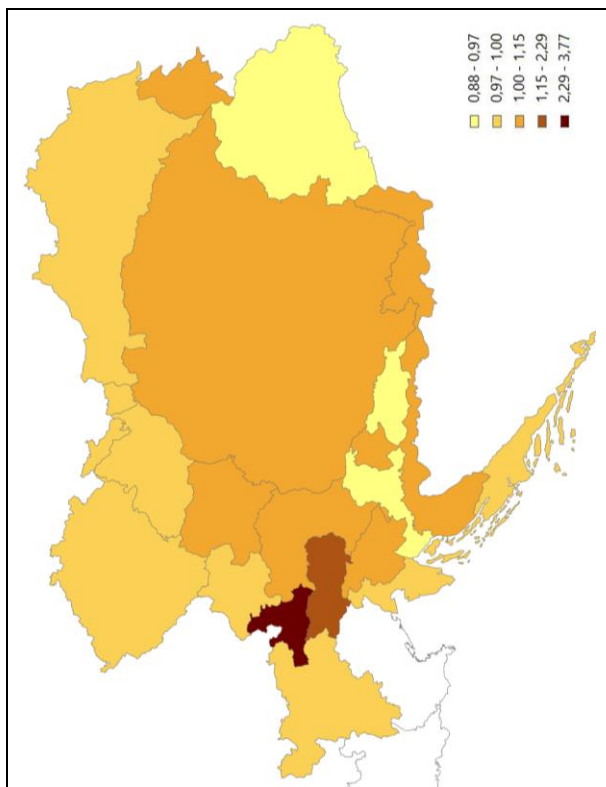 0,88 - 0,97
0,97 - 1,00
1,00 - 1,15
1,15 - 2,29
2,29 - 3,77